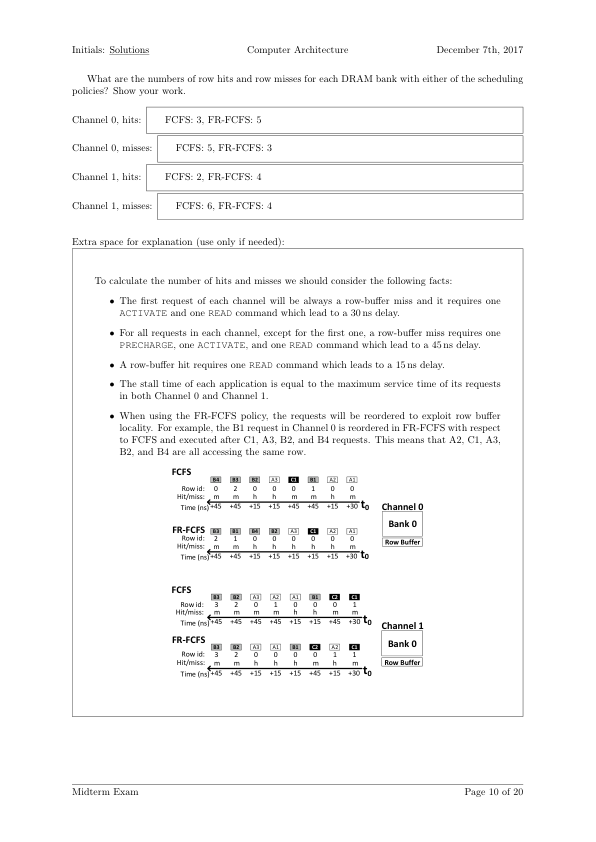 Initials: Solutions Computer Architecture December 7th, 2017
What are the numbers of row hits and row misses for each DRAM bank with either of the scheduling
policies? Show your work.
Channel 0, hits: FCFS: 3, FR-FCFS: 5
Channel 0, misses: FCFS: 5, FR-FCFS: 3
Channel 1, hits: FCFS: 2, FR-FCFS: 4
Channel 1, misses: FCFS: 6, FR-FCFS: 4
Extra space for explanation (use only if needed):
To calculate the number of hits and misses we should consider the following facts:
• The first request of each channel will be always a row-buffer miss and it requires one
ACTIVATE and one READ command which lead to a 30 ns delay.
• For all requests in each channel, except for the first one, a row-buffer miss requires one
PRECHARGE, one ACTIVATE, and one READ command which lead to a 45 ns delay.
• A row-buffer hit requires one READ command which leads to a 15 ns delay.
• The stall time of each application is equal to the maximum service time of its requests
in both Channel 0 and Channel 1.
• When using the FR-FCFS policy, the requests will be reordered to exploit row buffer
locality. For example, the B1 request in Channel 0 is reordered in FR-FCFS with respect
to FCFS and executed after C1, A3, B2, and B4 requests. This means that A2, C1, A3,
B2, and B4 are all accessing the same row.
FCFS
B4 B3 B2 A3 C1 B1 A2 A1
Row id: 0 2 0 0 0 1 0 0
Hit/miss: m m h h m m h m
Time (ns) +45 +45 +15 +15 +45 +45 +15 +30 t0
Channel 0
Bank 0
Row Buffer
FR-FCFS B3 B1 B4 B2 A3 C1 A2 A1
Row id: 2 1 0 0 0 0 0 0
Hit/miss: m m h h h h h m
Time (ns) +45 +45 +15 +15 +15 +15 +15 +30 t0
FCFS
B3 B2 A3 A2 A1 B1 C2 C1
Row id: 3 2 0 1 0 0 0 1
Hit/miss: m m m m h h m m
Time (ns) +45 +45 +45 +45 +15 +15 +45 +30 t0
Channel 1
Bank 0
Row Buffer
FR-FCFS
B3 B2 A3 A1 B1 C2 A2 C1
Row id: 3 2 0 0 0 0 1 1
Hit/miss: m m h h h m h m
Time (ns) +45 +45 +15 +15 +15 +45 +15 +30 t0
Midterm Exam Page 10 of 20